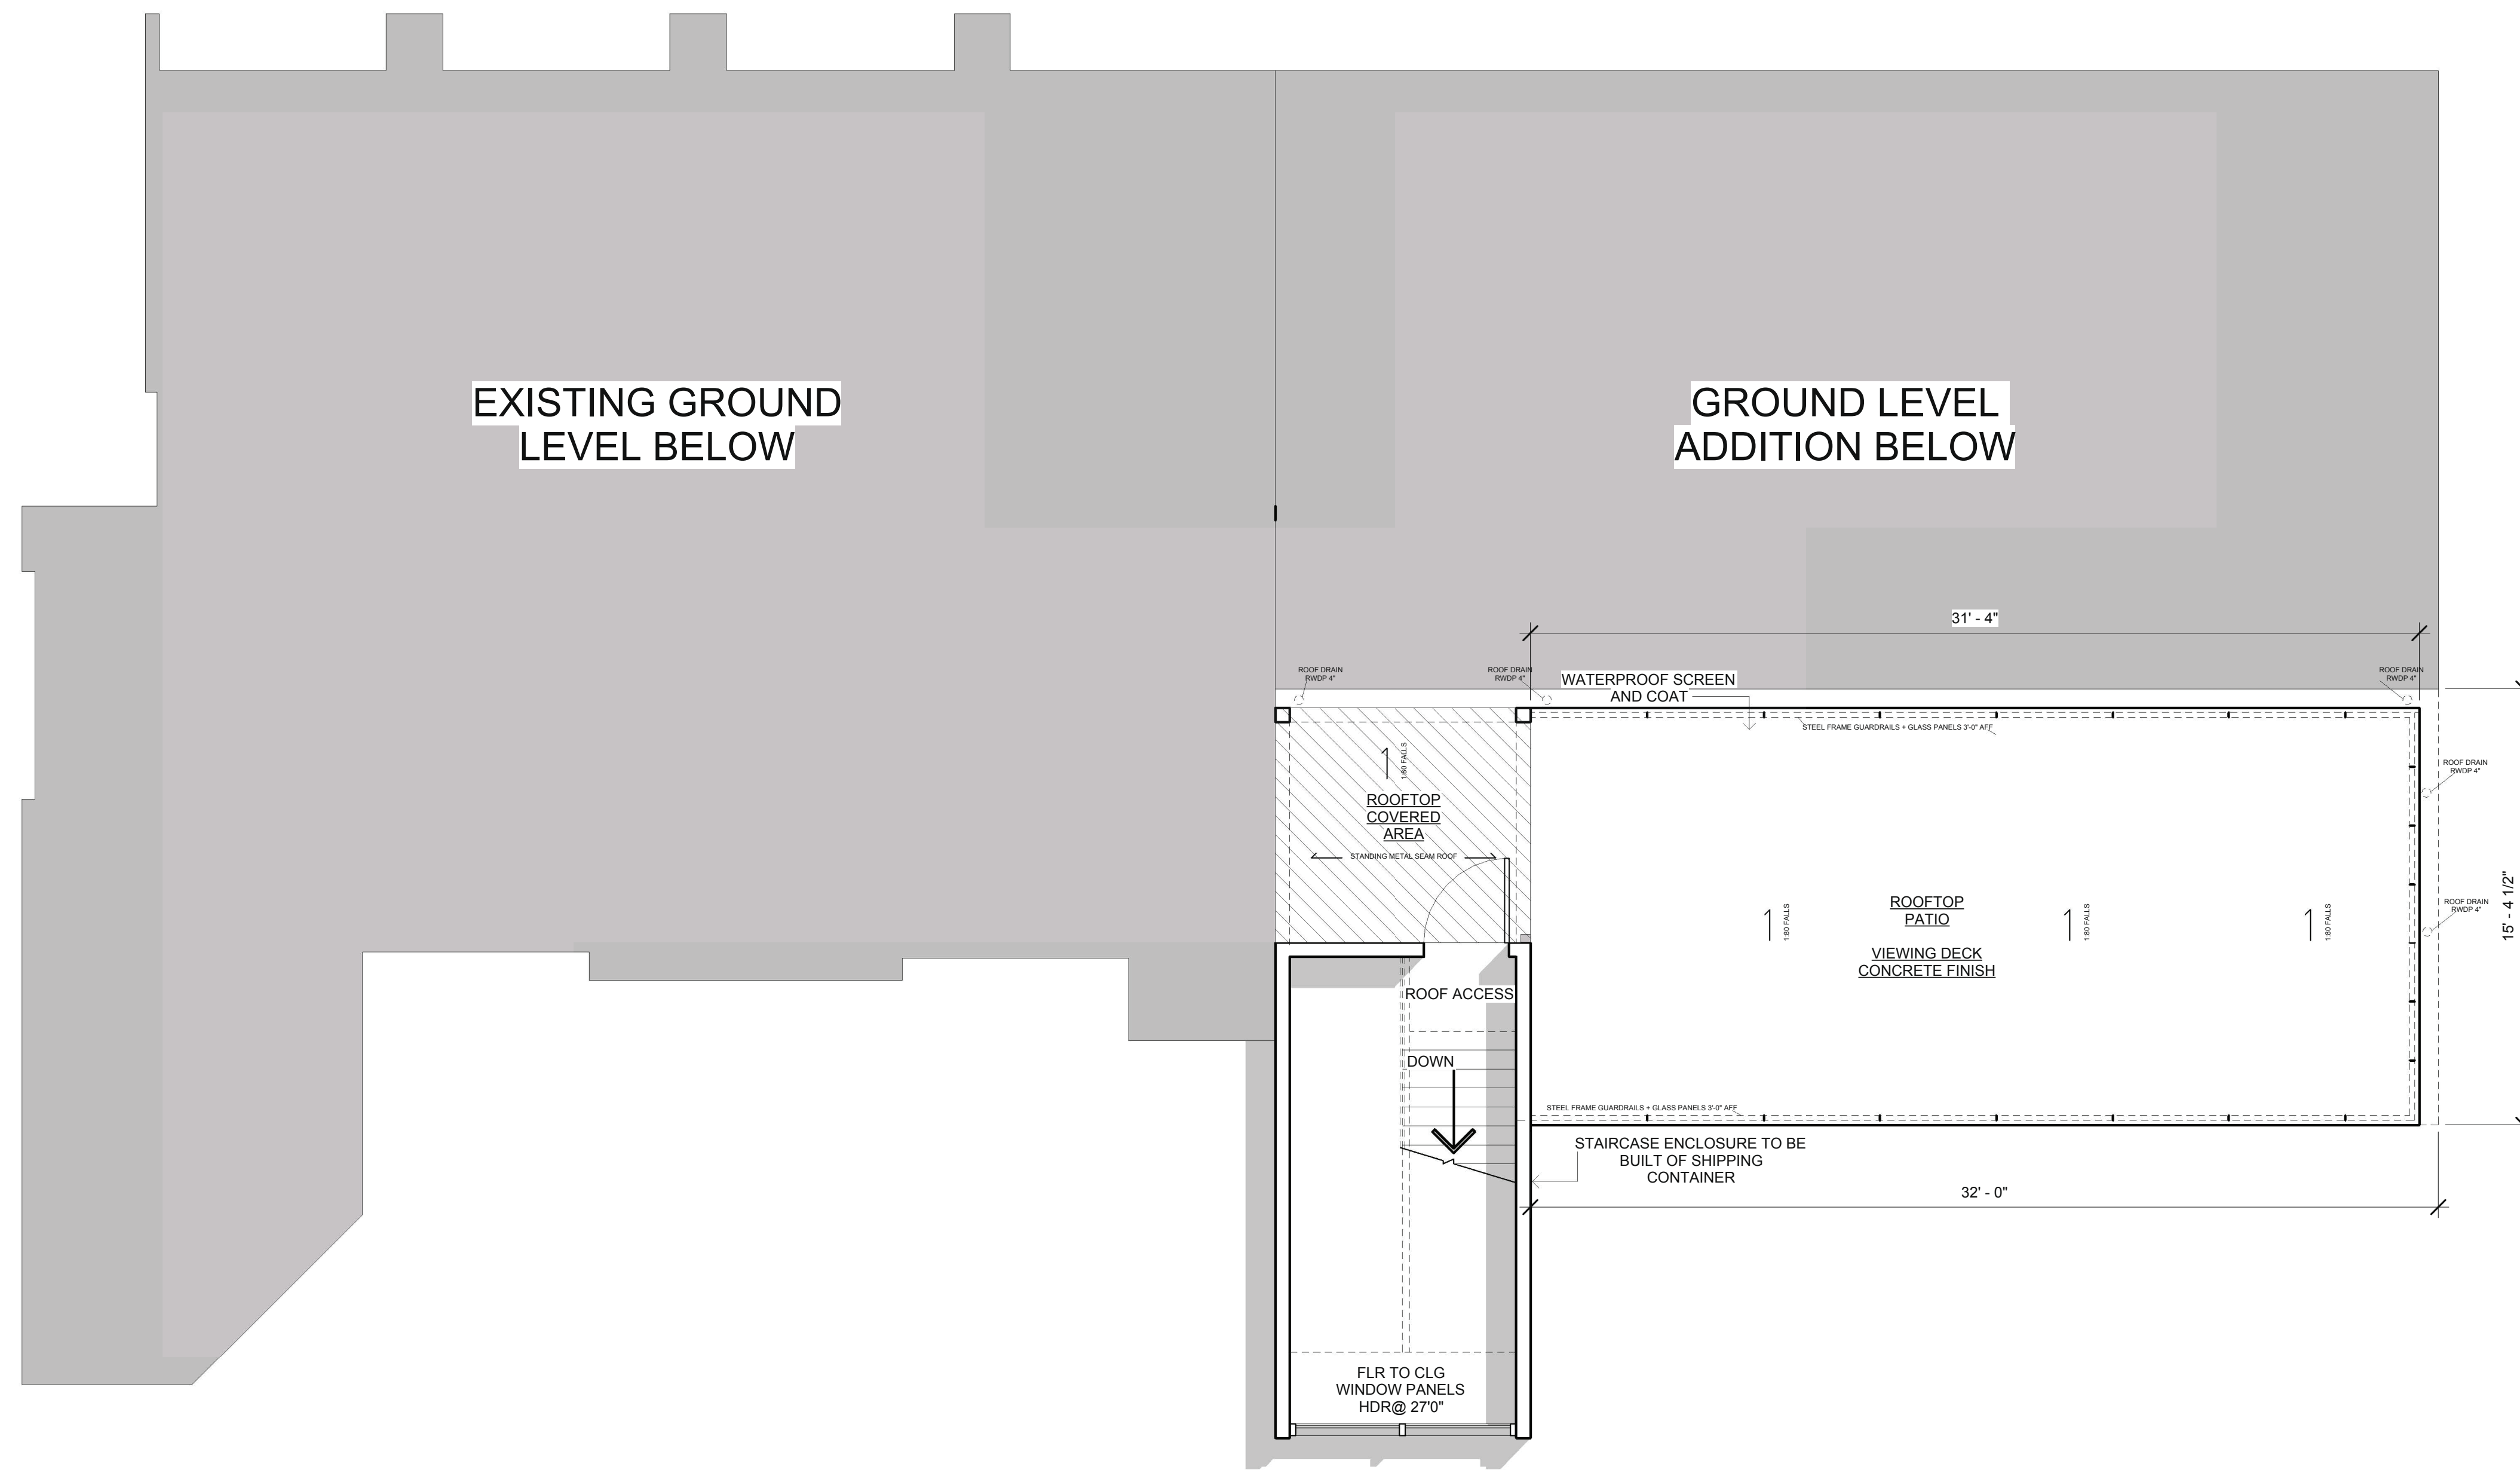 EXISTING GROUND
LEVEL BELOW
GROUND LEVEL
ADDITION BELOW
31' - 4"
ROOF DRAIN
RWDP 4"
ROOF DRAIN
RWDP 4"
WATERPROOF SCREEN
AND COAT
ROOF DRAIN
RWDP 4"
STEEL FRAME GUARDRAILS + GLASS PANELS 3'-0" AFF
1:80 FALLS
ROOF DRAIN
RWDP 4"
ROOFTOP
COVERED
AREA
STANDING METAL SEAM ROOF
ROOFTOP
PATIO
VIEWING DECK
CONCRETE FINISH
1:80 FALLS
1:80 FALLS
1:80 FALLS
ROOF DRAIN
RWDP 4"
15' - 4 1/2"
ROOF ACCESS
DOWN
STEEL FRAME GUARDRAILS + GLASS PANELS 3'-0" AFF
STAIRCASE ENCLOSURE TO BE
BUILT OF SHIPPING
CONTAINER
32' - 0"
FLR TO CLG
WINDOW PANELS
HDR@ 27'0"